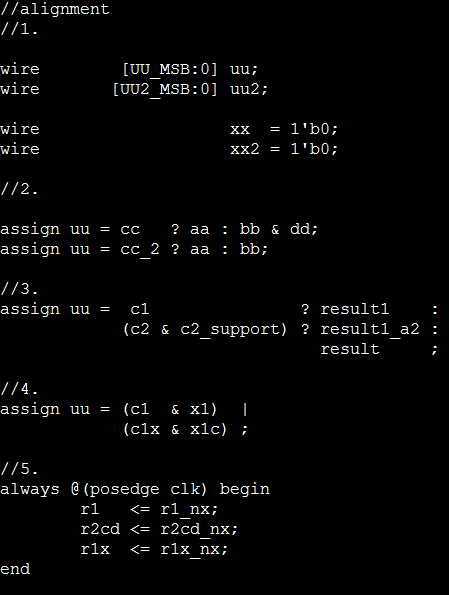 //alignment
//1.

wire        [UU_MSB:0] uu;
wire       [UU2_MSB:0] uu2;

wire                   xx  = 1'b0;
wire                   xx2 = 1'b0;

//2.

assign uu = cc   ? aa : bb & dd;
assign uu = cc_2 ? aa : bb;

//3.
assign uu =  c1               ? result1    :
            (c2 & c2_support) ? result1_a2 :
                                result     ;

//4.
assign uu = (c1  & x1)  |
            (c1x & x1c) ;

//5.
always @(posedge clk) begin
        r1   <= r1_nx;
        r2cd <= r2cd_nx;
        r1x  <= r1x_nx;
end